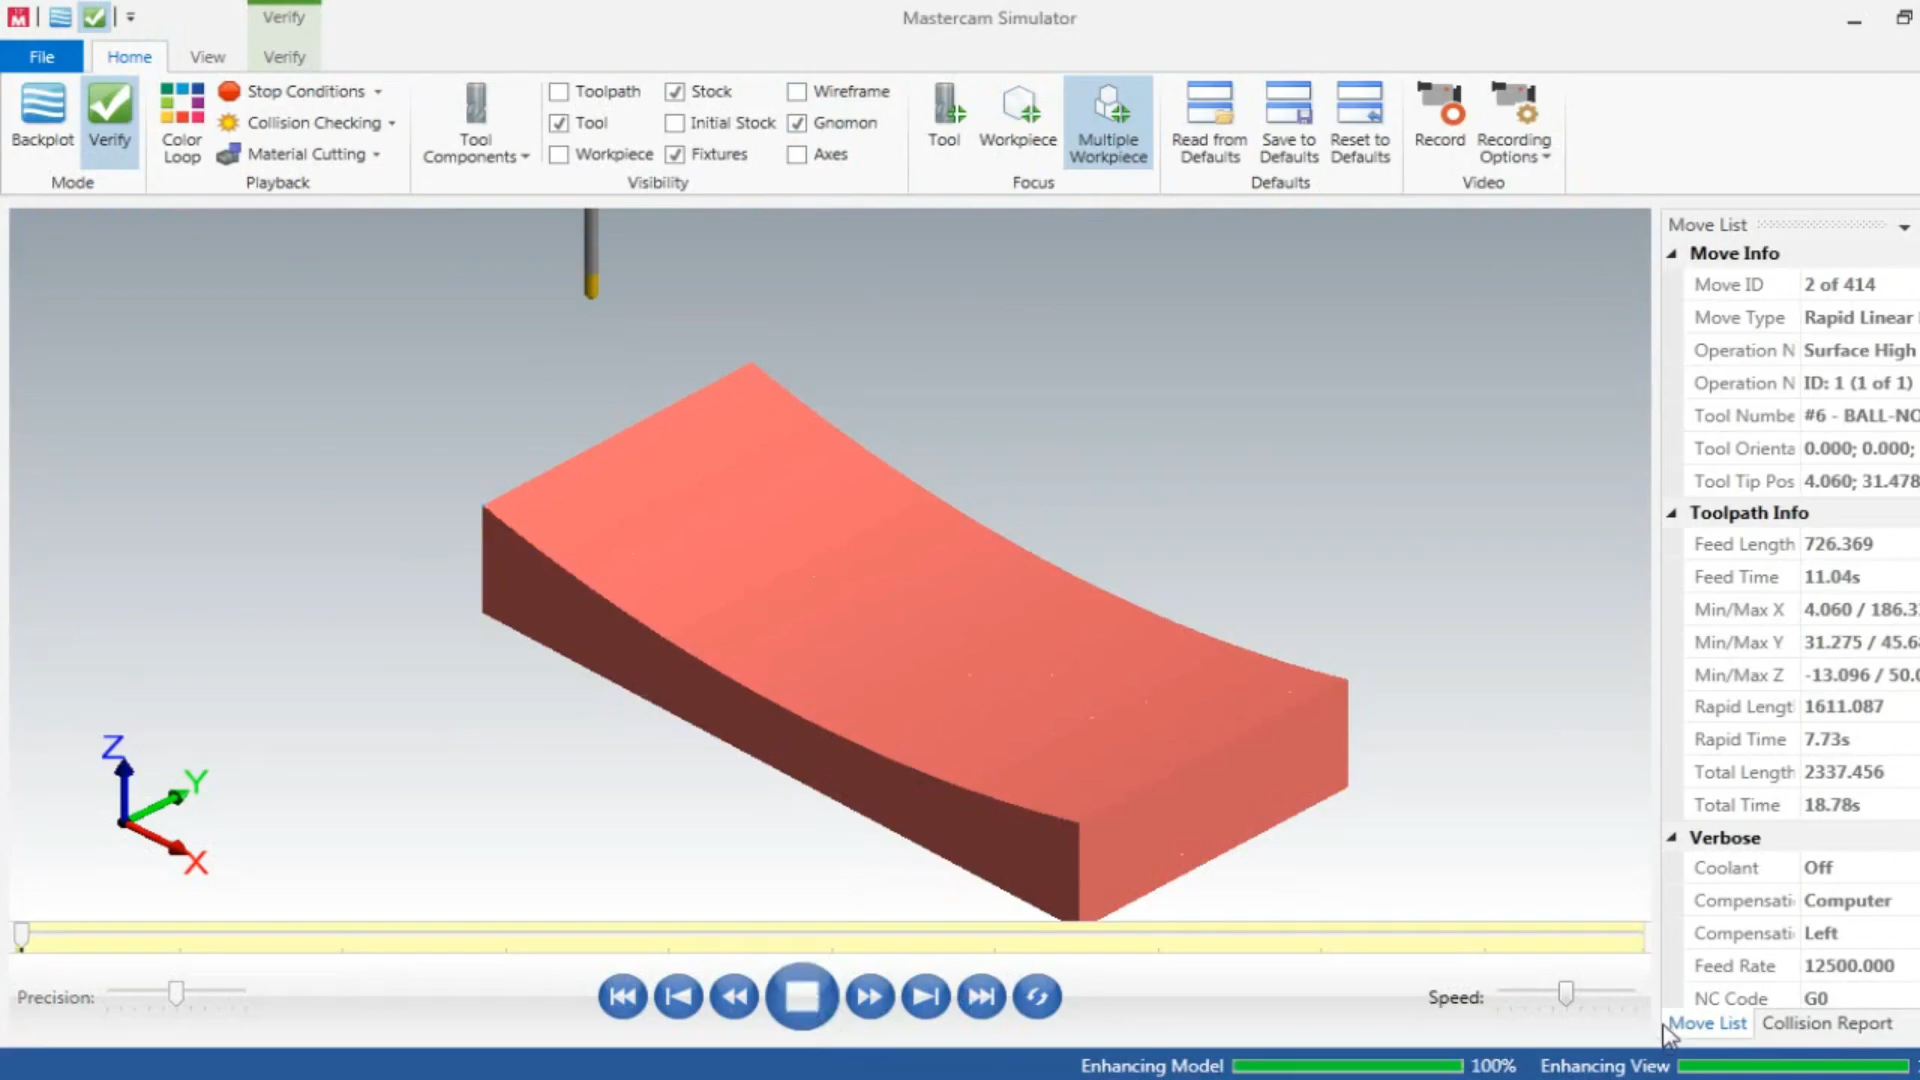 Verify
Mastercam Simulator
File
Home
View
Verify
Backplot
Verify
Mode
Color Loop
Stop Conditions
Collision Checking
Material Cutting
Playback
Tool Components
Toolpath
Tool
Workpiece
Stock
Initial Stock
Fixtures
Wireframe
Gnomon
Axes
Visibility
Tool
Workpiece
Multiple Workpiece
Focus
Read from Defaults
Save to Defaults
Reset to Defaults
Defaults
Record
Recording Options
Video
Move List
Move Info
Move ID 2 of 414
Move Type Rapid Linear
Operation N Surface High
Operation N ID: 1 (1 of 1)
Tool Numbe #6 - BALL-NO
Tool Orienta 0.000; 0.000;
Tool Tip Pos 4.060; 31.478
Toolpath Info
Feed Length 726.369
Feed Time 11.04s
Min/Max X 4.060 / 186.3
Min/Max Y 31.275 / 45.6
Min/Max Z -13.096 / 50.0
Rapid Lengt 1611.087
Rapid Time 7.73s
Total Length 2337.456
Total Time 18.78s
Verbose
Coolant Off
Compensati Computer
Compensati Left
Feed Rate 12500.000
NC Code G0
Move List
Collision Report
Z
Y
X
Precision:
Speed:
Enhancing Model 100%
Enhancing View